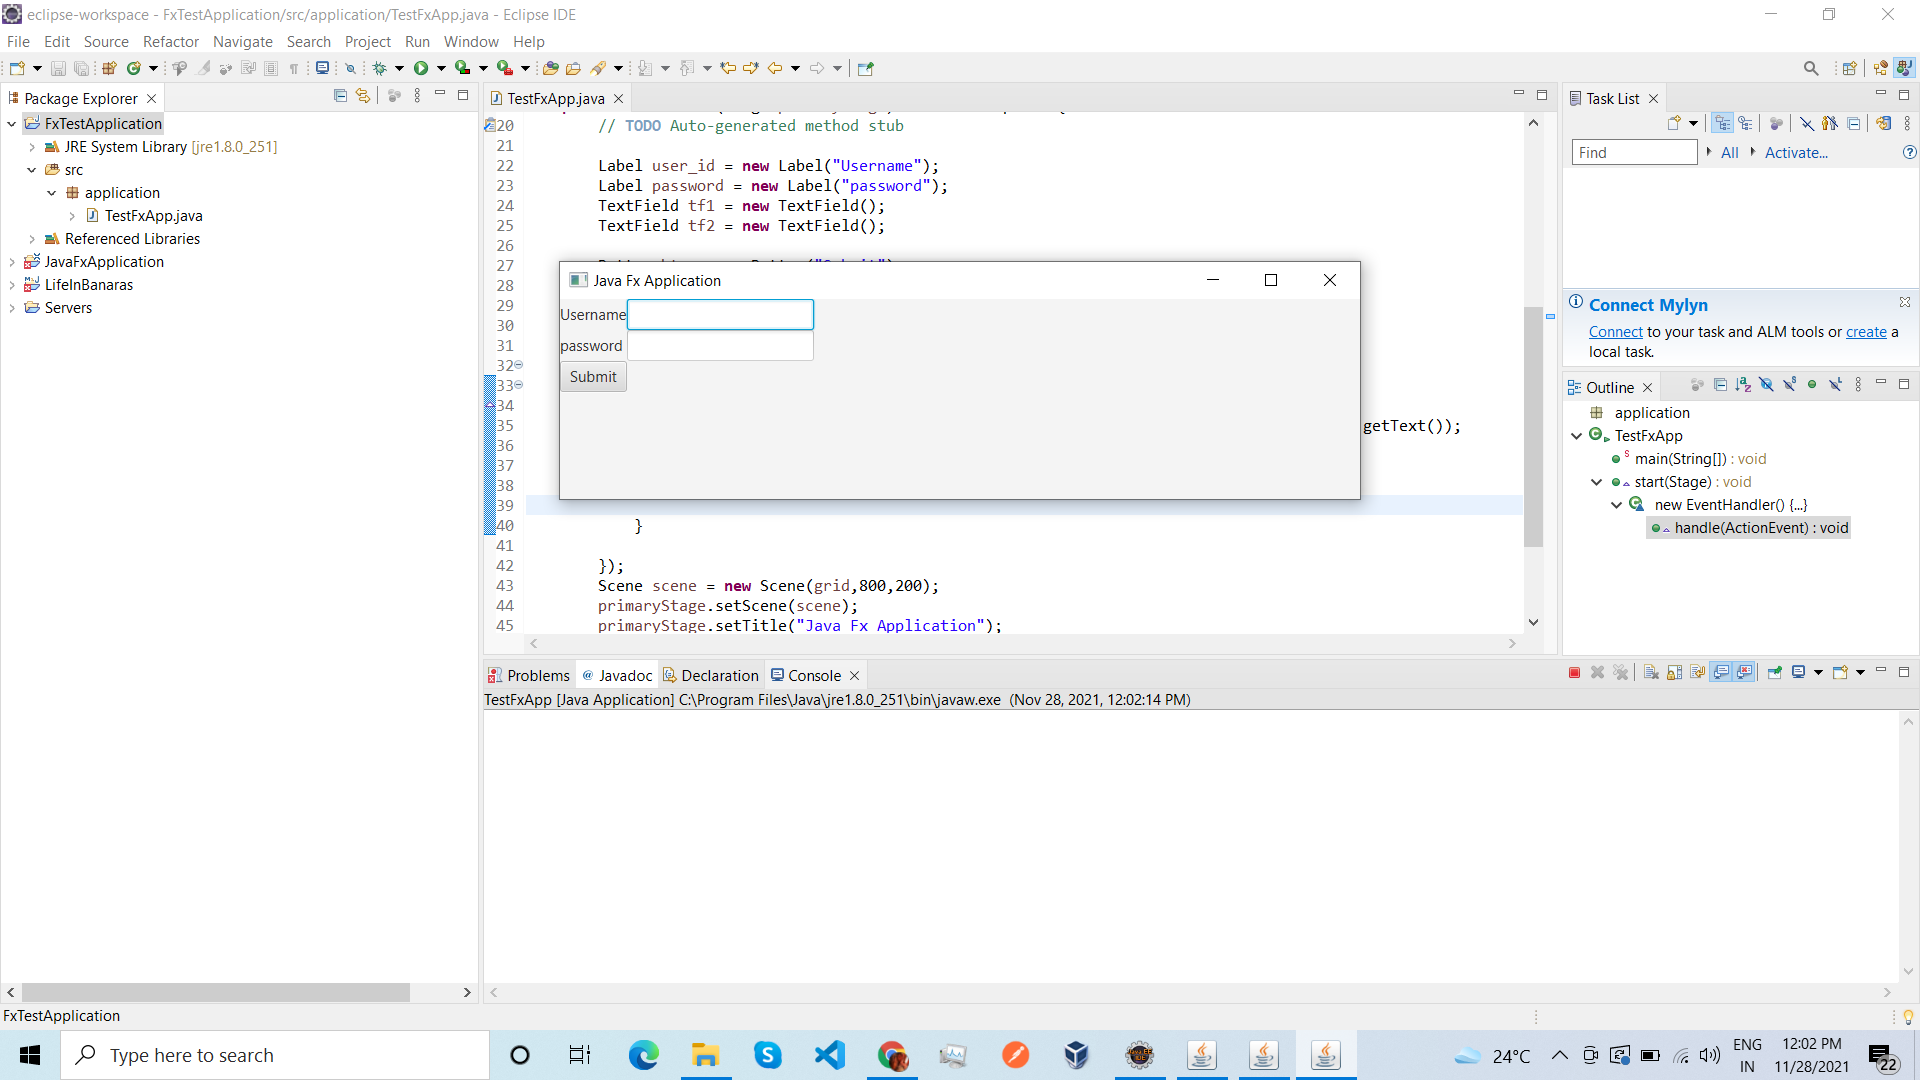 eclipse-workspace - FxTestApplication/src/application/TestFxApp.java - Eclipse IDE
File Edit Source Refactor Navigate Search Project Run Window Help
Package Explorer
FxTestApplication
JRE System Library [jre1.8.0_251]
src
application
TestFxApp.java
Referenced Libraries
JavaFxApplication
LifeInBanaras
Servers
TestFxApp.java
20 // TODO Auto-generated method stub
21
22 Label user_id = new Label("Username");
23 Label password = new Label("password");
24 TextField tf1 = new TextField();
25 TextField tf2 = new TextField();
26
27
28
29
30
31
32
33
34
35 getText());
36
37
38
39
40 }
41
42 });
43 Scene scene = new Scene(grid,800,200);
44 primaryStage.setScene(scene);
45 primaryStage.setTitle("Java Fx Application");
Java Fx Application
Username
password
Submit
Task List
Find All Activate...
Connect Mylyn
Connect to your task and ALM tools or create a
local task.
Outline
application
TestFxApp
main(String[]) : void
start(Stage) : void
new EventHandler() {...}
handle(ActionEvent) : void
Problems Javadoc Declaration Console
TestFxApp [Java Application] C:\Program Files\Java\jre1.8.0_251\bin\javaw.exe (Nov 28, 2021, 12:02:14 PM)
FxTestApplication
Type here to search
24°C
ENG
IN
12:02 PM
11/28/2021
22